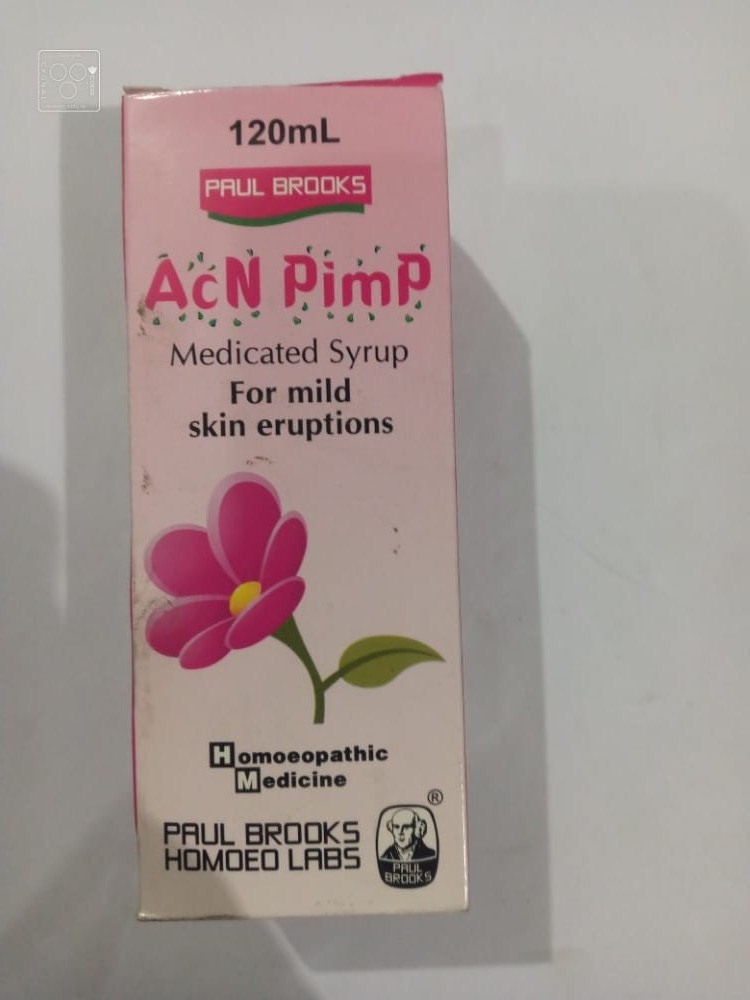 120mL
PAUL BROOKS
AcN PimP
Medicated Syrup
For mild
skin eruptions
Homoeopathic
Medicine
PAUL BROOKS
HOMOEO LABS
®
PAUL
BROOKS